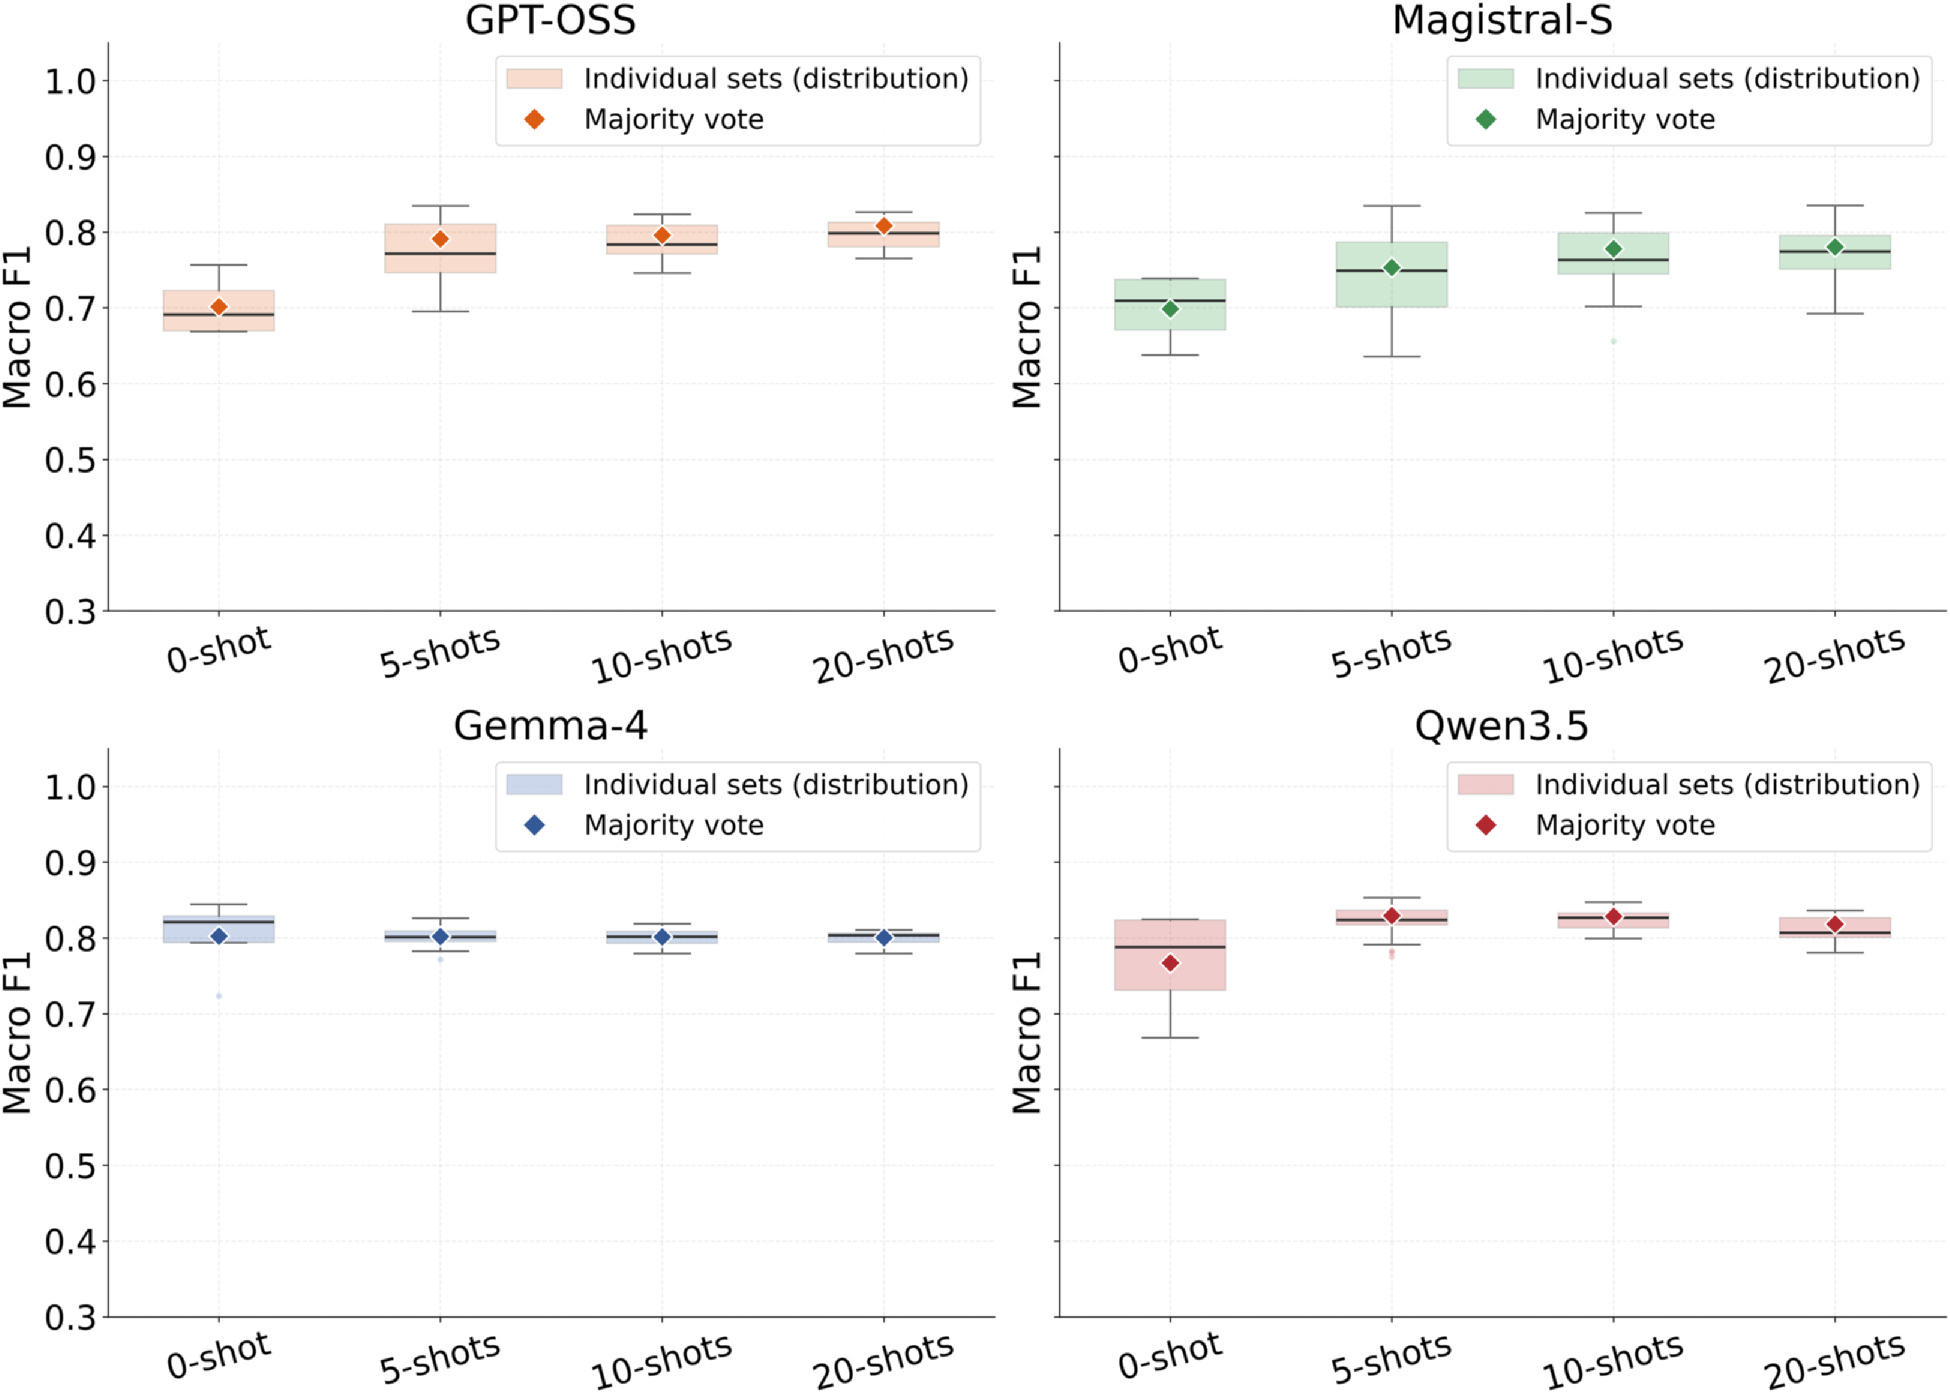 GPT-OSS
Individual sets (distribution)
Majority vote
Macro F1
1.0
0.9
0.8
0.7
0.6
0.5
0.4
0.3
0-shot
5-shots
10-shots
20-shots
Magistral-S
Individual sets (distribution)
Majority vote
Macro F1
0-shot
5-shots
10-shots
20-shots
Gemma-4
Individual sets (distribution)
Majority vote
Macro F1
1.0
0.9
0.8
0.7
0.6
0.5
0.4
0.3
0-shot
5-shots
10-shots
20-shots
Qwen3.5
Individual sets (distribution)
Majority vote
Macro F1
0-shot
5-shots
10-shots
20-shots